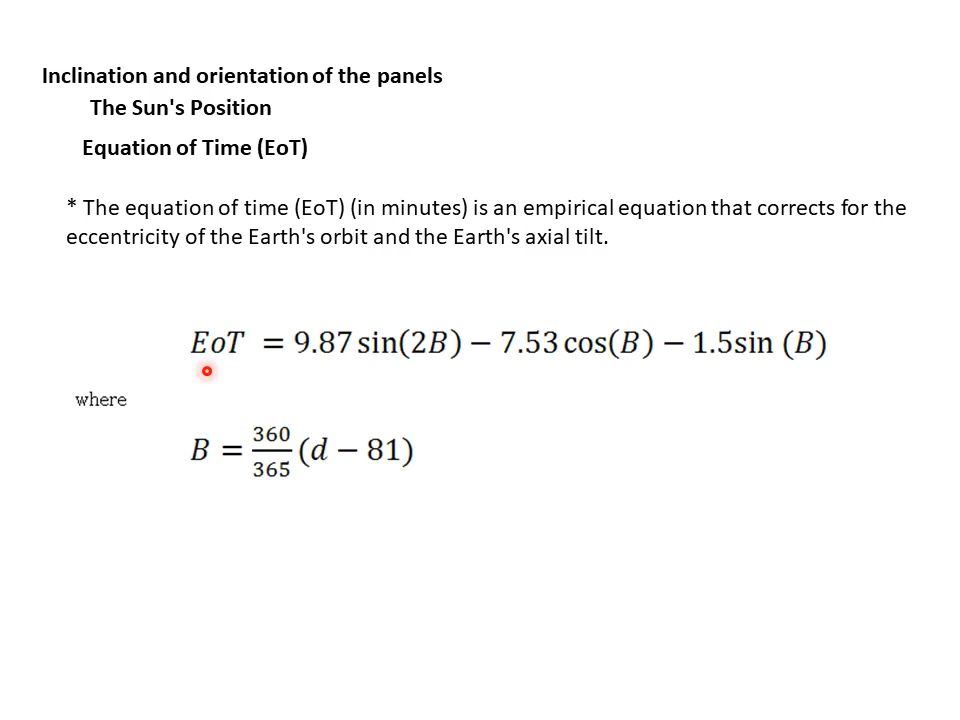 Inclination and orientation of the panels
The Sun's Position
Equation of Time (EoT)
* The equation of time (EoT) (in minutes) is an empirical equation that corrects for the
eccentricity of the Earth's orbit and the Earth's axial tilt.
EoT = 9.87 sin(2B) − 7.53 cos(B) − 1.5sin (B)
where
B = 360/365 (d − 81)